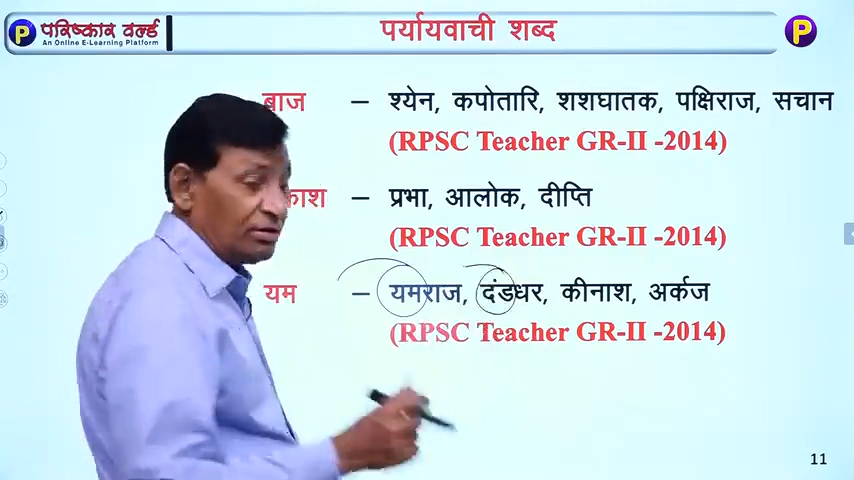 परिष्कार वर्ल्ड
An Online E-Learning Platform
पर्यायवाची शब्द
P
P
बाज – श्येन, कपोतारि, शशघातक, पक्षिराज, सचान
(RPSC Teacher GR-II -2014)
– प्रभा, आलोक, दीप्ति
(RPSC Teacher GR-II -2014)
यम – यमराज, दंडधर, कीनाश, अर्कज
(RPSC Teacher GR-II -2014)
11